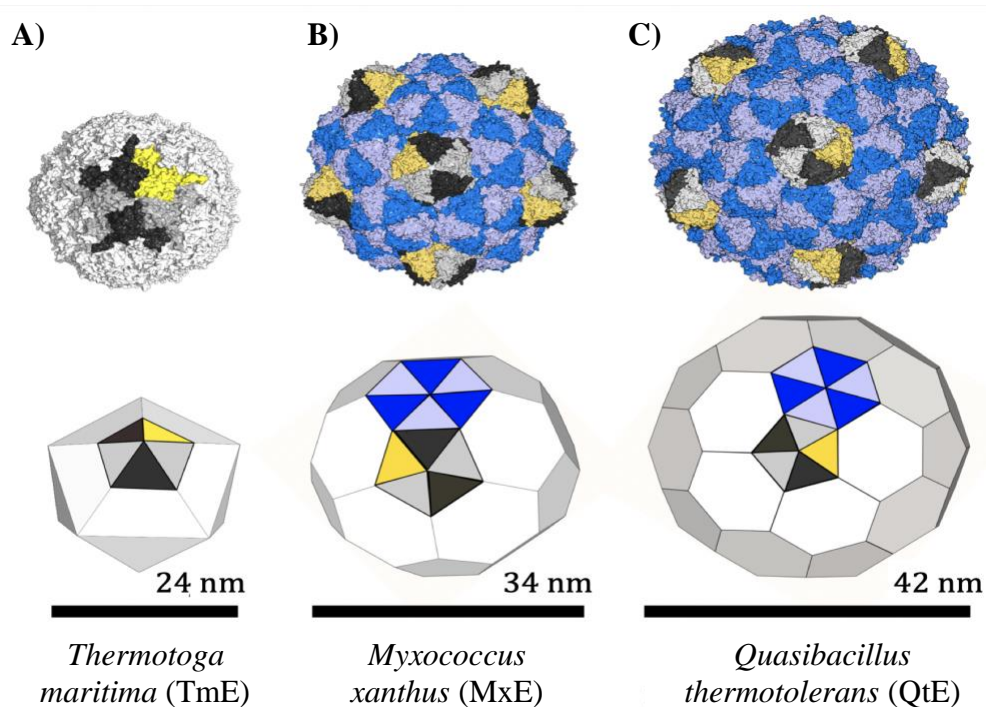 A)
B)
C)
24 nm
34 nm
42 nm
Thermotoga
maritima (TmE)
Myxococcus
xanthus (MxE)
Quasibacillus
thermotolerans (QtE)